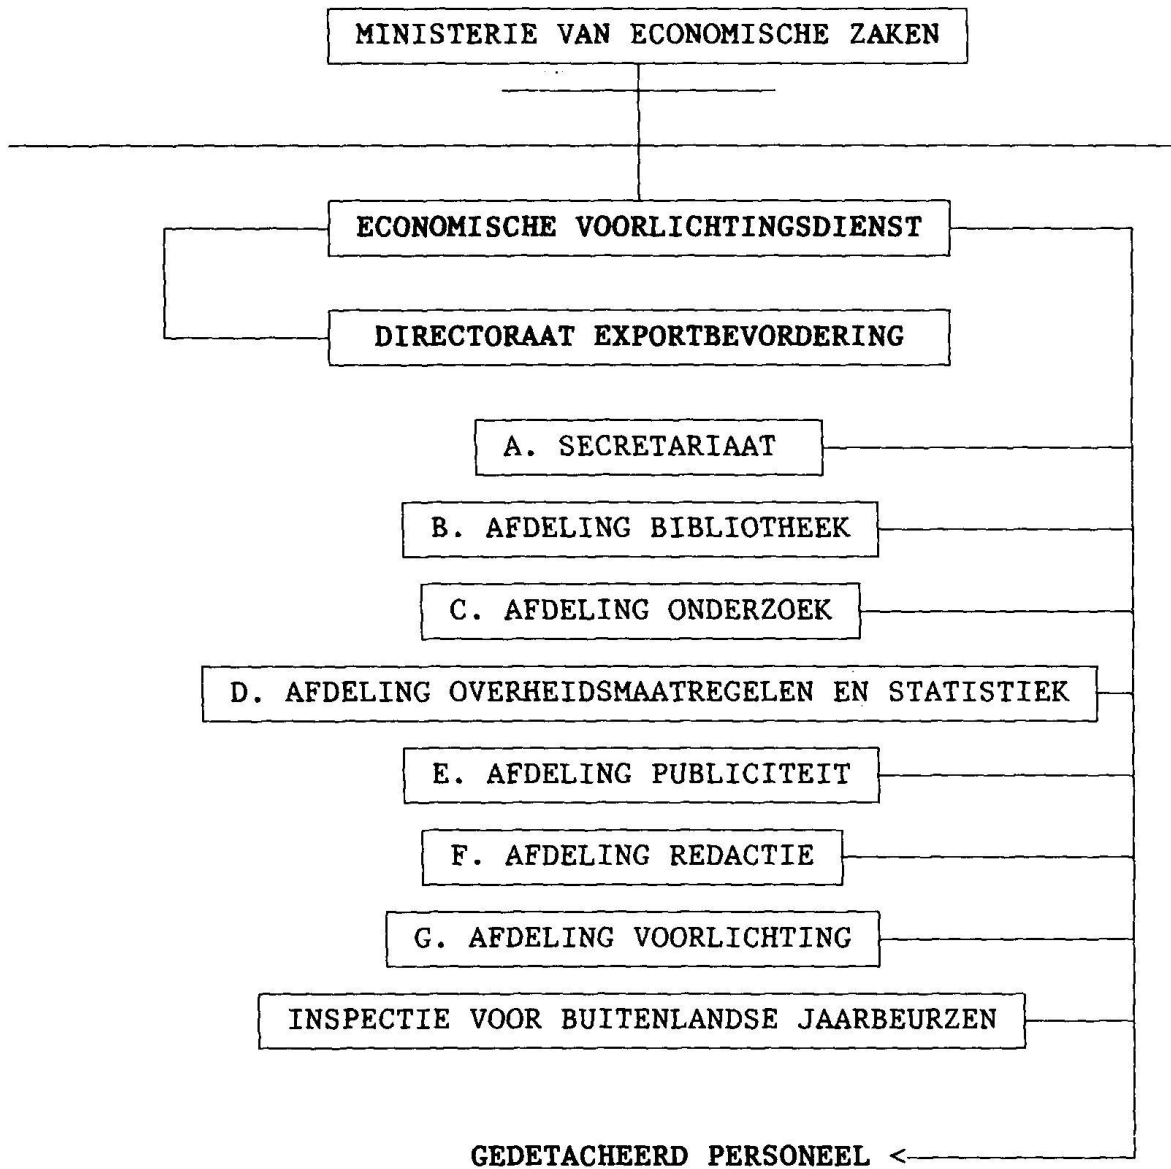 MINISTERIE VAN ECONOMISCHE ZAKEN
ECONOMISCHE VOORLICHTINGSDIENST
DIRECTORAAT EXPORTBEVORDERING
A. SECRETARIAAT
B. AFDELING BIBLIOTHEEK
C. AFDELING ONDERZOEK
D. AFDELING OVERHEIDSMAATREGELEN EN STATISTIEK
E. AFDELING PUBLICITEIT
F. AFDELING REDACTIE
G. AFDELING VOORLICHTING
INSPECTIE VOOR BUITENLANDSE JAARBEURZEN
GEDETACHEERD PERSONEEL <